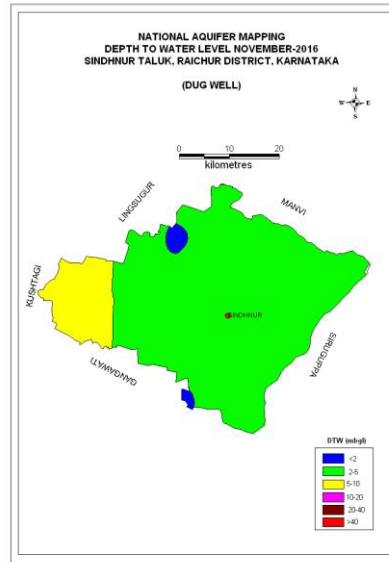 NATIONAL AQUIFER MAPPING
DEPTH TO WATER LEVEL NOVEMBER-2016
SINDHNUR TALUK, RAICHUR DISTRICT, KARNATAKA
(DUG WELL)
N
W E
S
0 10 20
kilometres
LINGSUGUR
MANVI
KUSHTAGI
SINDHNUR
SIRUGUPPA
GANGAWATI
DTW (mbgl)
<2
2-5
5-10
10-20
20-40
>40